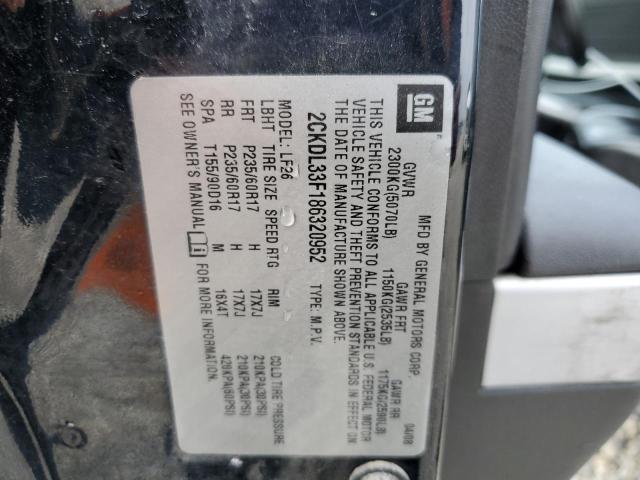 GM
MFD BY GENERAL MOTORS CORP. 04/08
GVWR GAWR FRT GAWR RR
2300KG(5070LB) 1150KG(2535LB) 1175KG(2590LB)
THIS VEHICLE CONFORMS TO ALL APPLICABLE U.S. FEDERAL MOTOR
VEHICLE SAFETY AND THEFT PREVENTION STANDARDS IN EFFECT ON
THE DATE OF MANUFACTURE SHOWN ABOVE.
2CKDL33F186320952 TYPE: M.P.V.
MODEL: LF26
LBHT TIRE SIZE SPEED RTG RIM COLD TIRE PRESSURE
FRT P235/60R17 H 17X7J 210KPA(30PSI)
RR P235/60R17 H 17X7J 210KPA(30PSI)
SPA T155/90D16 M 16X4T 420KPA(60PSI)
SEE OWNER'S MANUAL i FOR MORE INFORMATION.